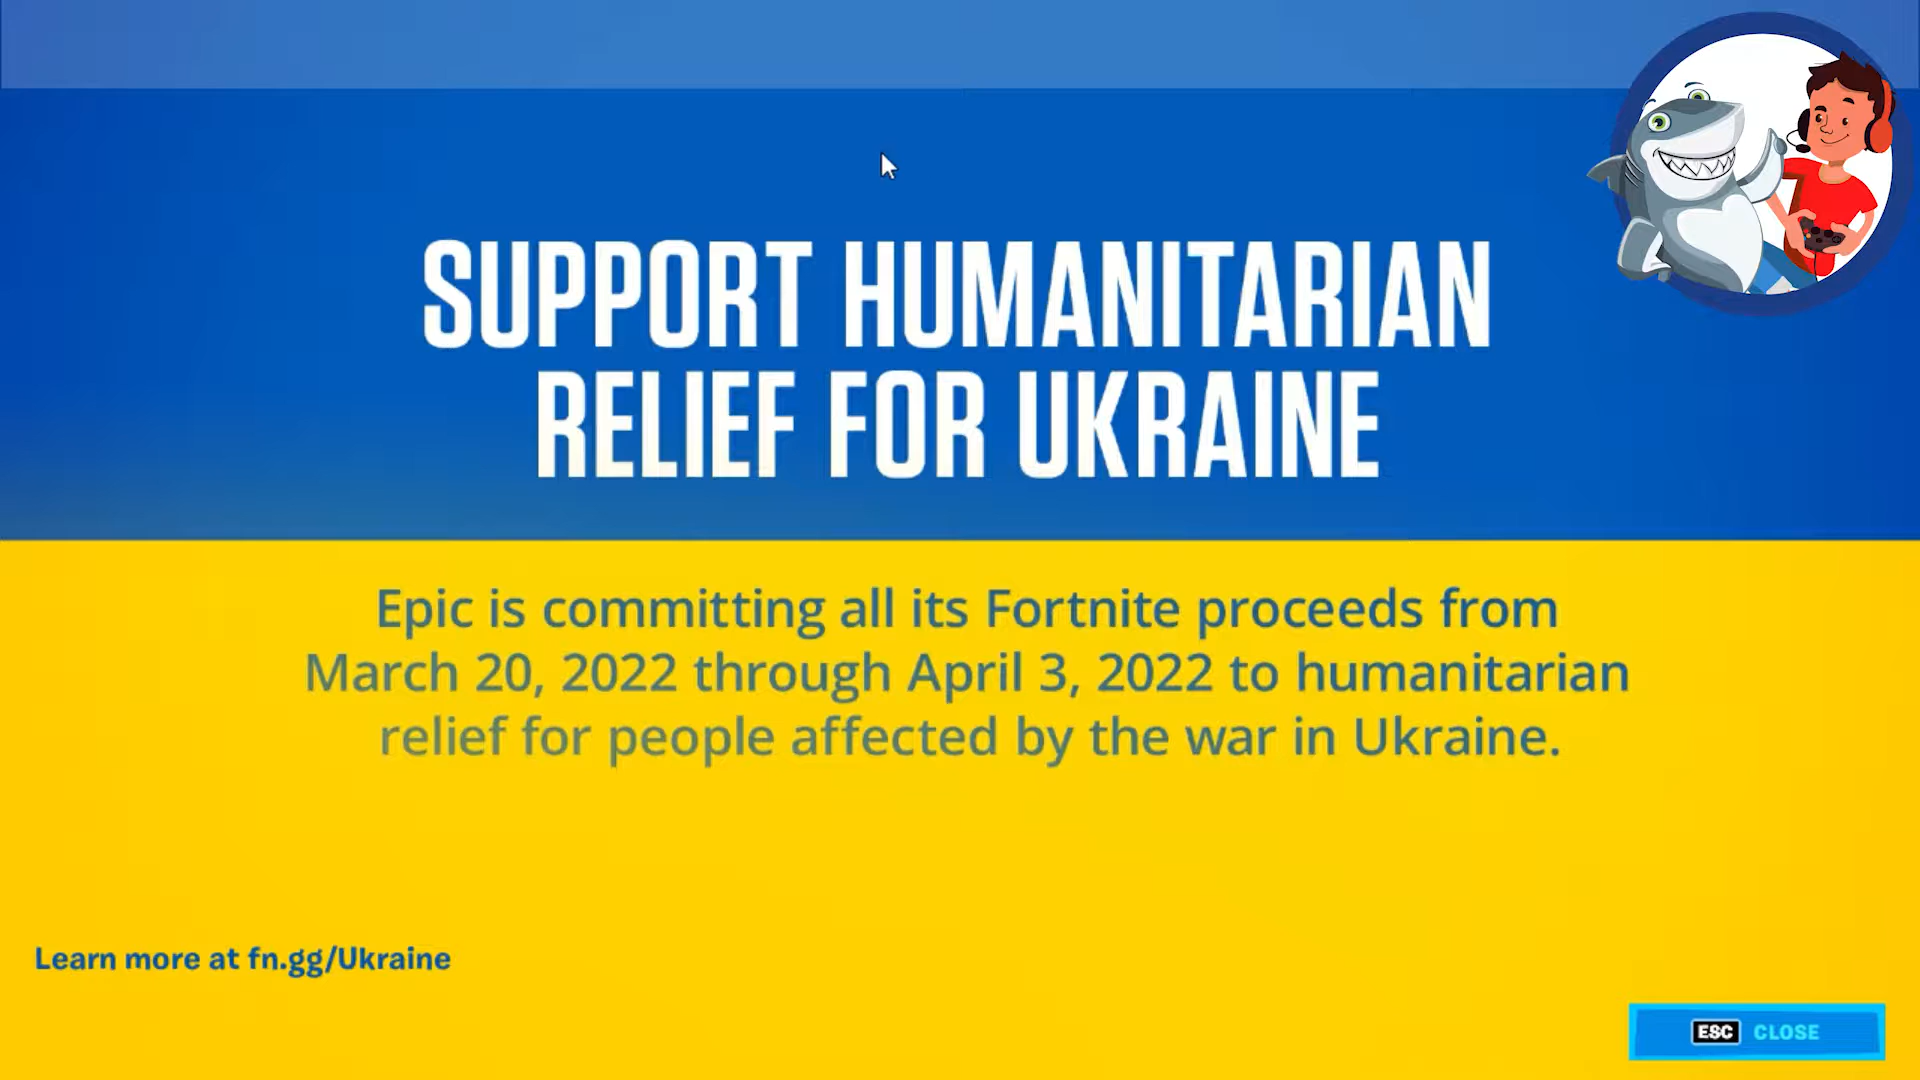 SUPPORT HUMANITARIAN
RELIEF FOR UKRAINE
Epic is committing all its Fortnite proceeds from
March 20, 2022 through April 3, 2022 to humanitarian
relief for people affected by the war in Ukraine.
Learn more at fn.gg/Ukraine
ESC CLOSE